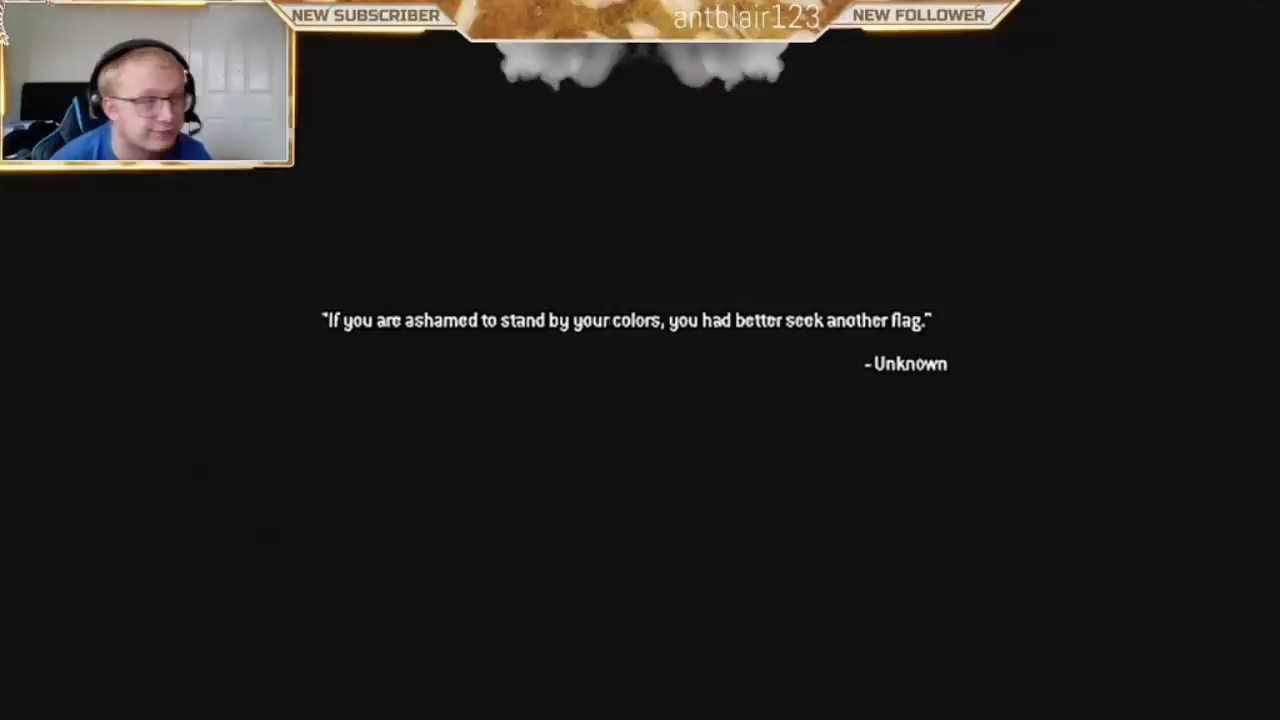 NEW SUBSCRIBER
antblair123
NEW FOLLOWER
"If you are ashamed to stand by your colors, you had better seek another flag."
- Unknown